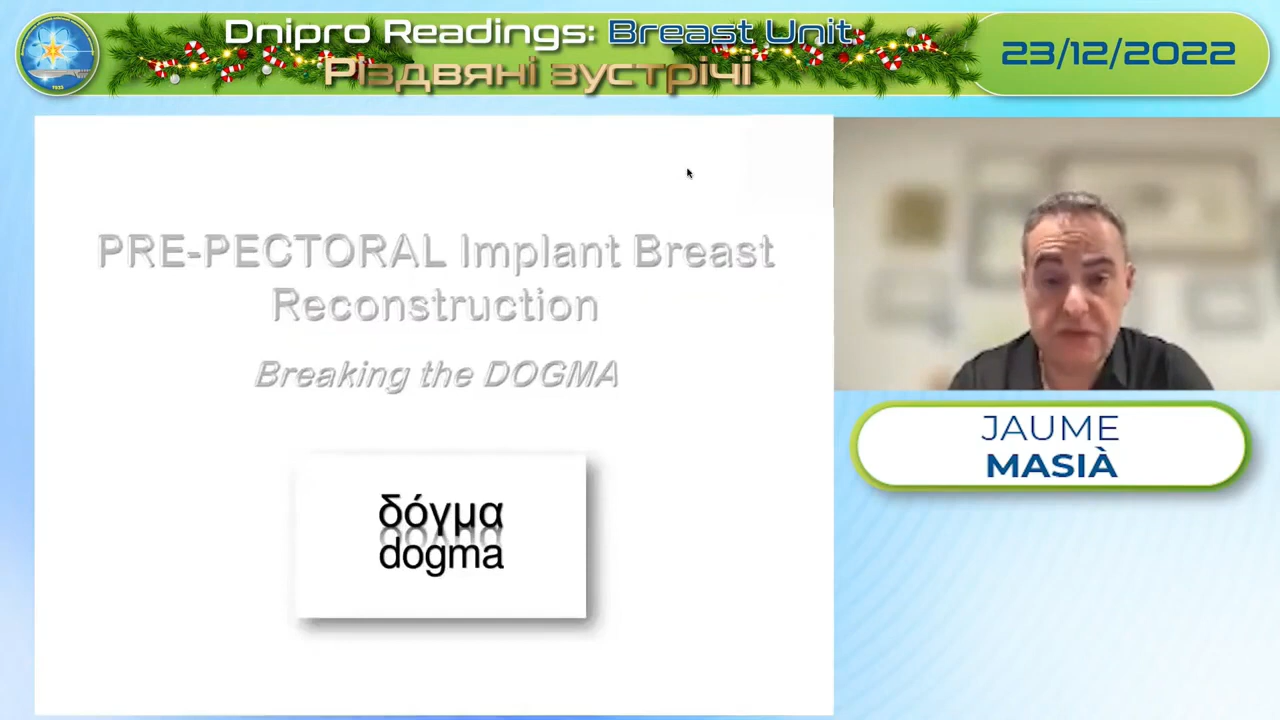 Dnipro Readings: Breast Unit
Різдвяні зустрічі
23/12/2022
1935
PRE-PECTORAL Implant Breast
Reconstruction
Breaking the DOGMA
δόγμα
dogma
JAUME
MASIÀ